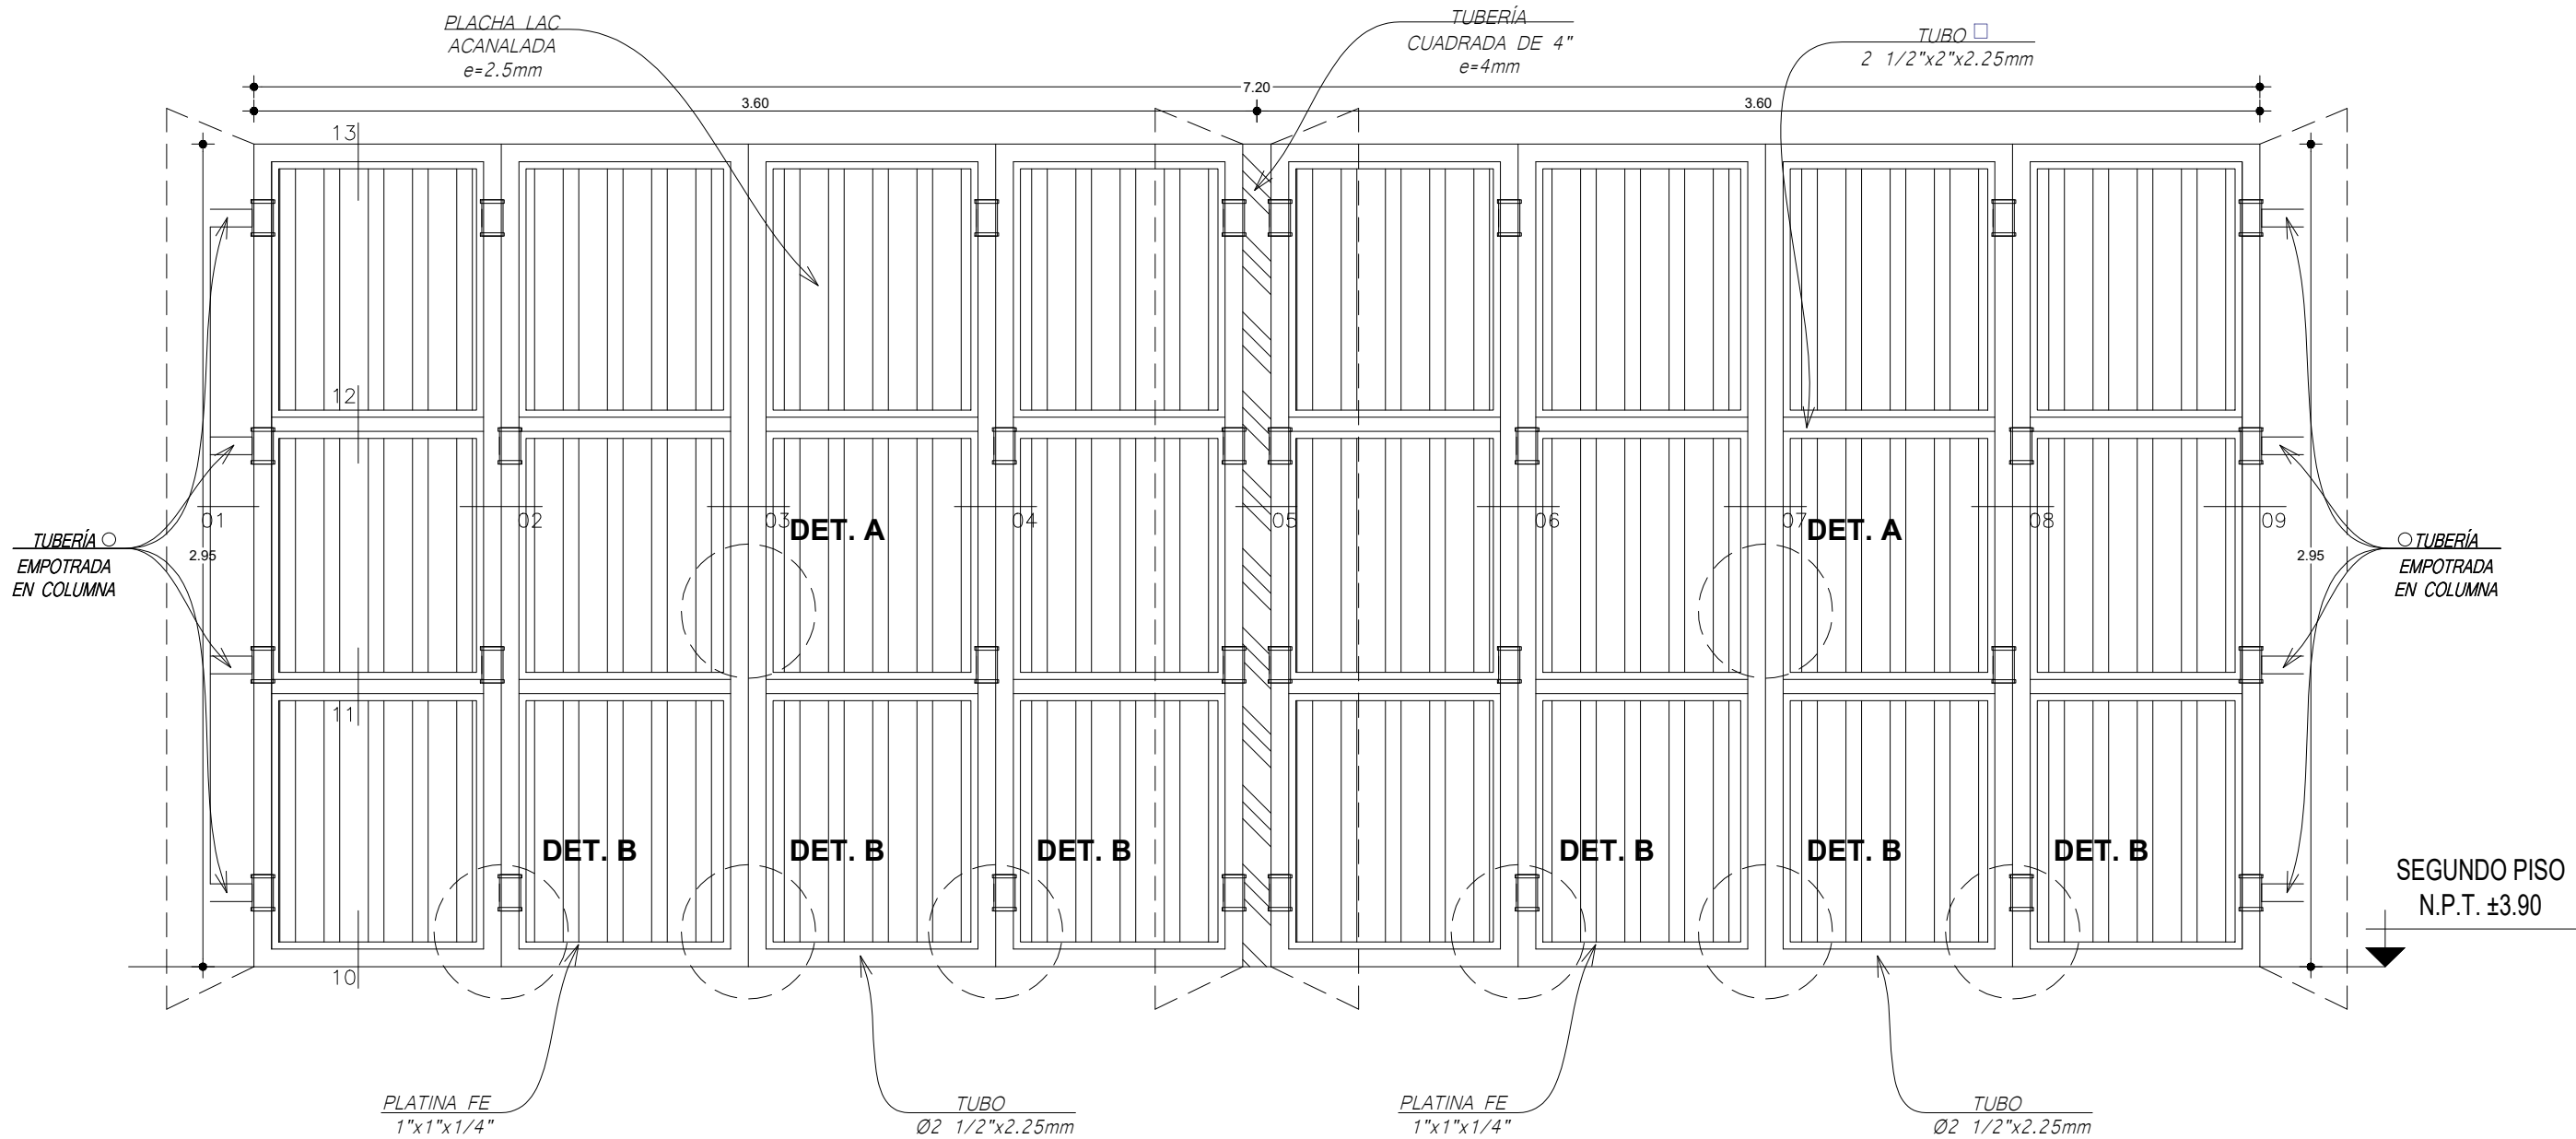 PLACHA LAC
ACANALADA
e=2.5mm
TUBERÍA
CUADRADA DE 4"
e=4mm
TUBO □
2 1/2"x2"x2.25mm
7.20
3.60
3.60
13
12
01
02
03
DET. A
04
05
06
07
DET. A
08
09
TUBERÍA ○
EMPOTRADA
EN COLUMNA
2.95
2.95
○ TUBERÍA
EMPOTRADA
EN COLUMNA
11
DET. B
DET. B
DET. B
DET. B
DET. B
DET. B
SEGUNDO PISO
N.P.T. ±3.90
10
PLATINA FE
1"x1"x1/4"
TUBO
Ø2 1/2"x2.25mm
PLATINA FE
1"x1"x1/4"
TUBO
Ø2 1/2"x2.25mm